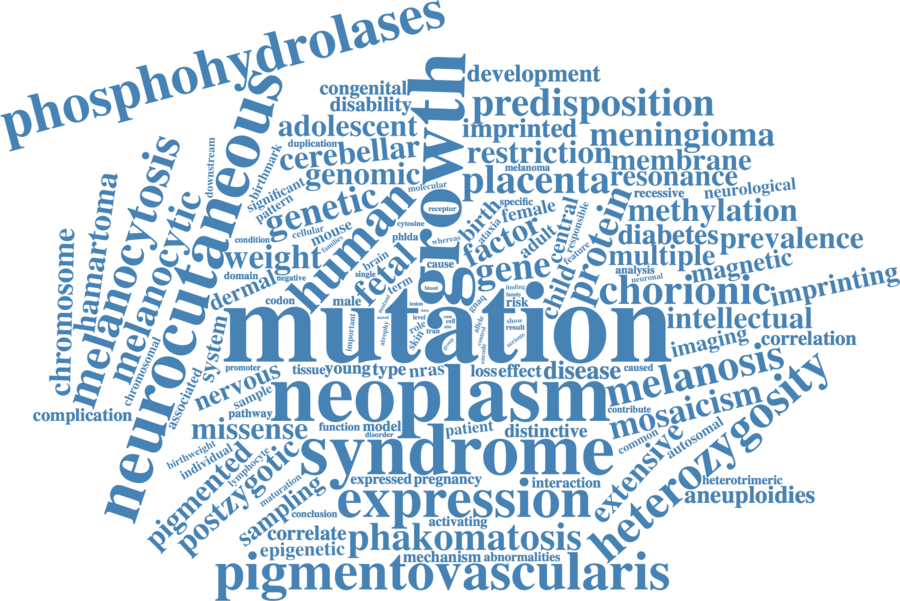 phosphohydrolases
development
congenital
disability
growth
predisposition
adolescent
imprinted
meningioma
duplication
cerebellar
restriction
membrane
downstream
birthmark
neurocutaneous
melanocytosis
genomic
melanoma
placenta
resonance
significant
pattern
molecular
human
genetic
recessive
neurological
hamartoma
melanocytic
receptor
birth
specific
female
central
responsible
protein
methylation
cellular
mouse
families
cytosine
phlda
whereas
ataxia
factor
adult
feature
diabetes
prevalence
chromosome
condition
weight
brain
fetal
cause
gene
child
multiple
magnetic
domain
negative
single
term
analysis
neuronal
dermal
codon
male
mutant
blood
finding
family
risk
chorionic
imprinting
chromosomal
system
mutation
important
atrophy
lesion
level
role
skin
tran
cell
group
gnaq
allele
control
encode
show
result
serious
intellectual
imaging
correlation
associated
promoter
tissue
young
type
nras
loss
effect
disease
caused
melanosis
nervous
sample
complication
pathway
neoplasm
contribute
mosaicism
missense
function
model
disorder
patient
distinctive
common
autosomal
heterozygosity
birthweight
individual
pigmented
postzygotic
lymphocyte
syndrome
extensive
maturation
expressed
pregnancy
interaction
heterotrimeric
aneuploidies
sampling
conclusion
expression
activating
correlate
epigenetic
phakomatosis
mechanism
abnormalities
pigmentovascularis